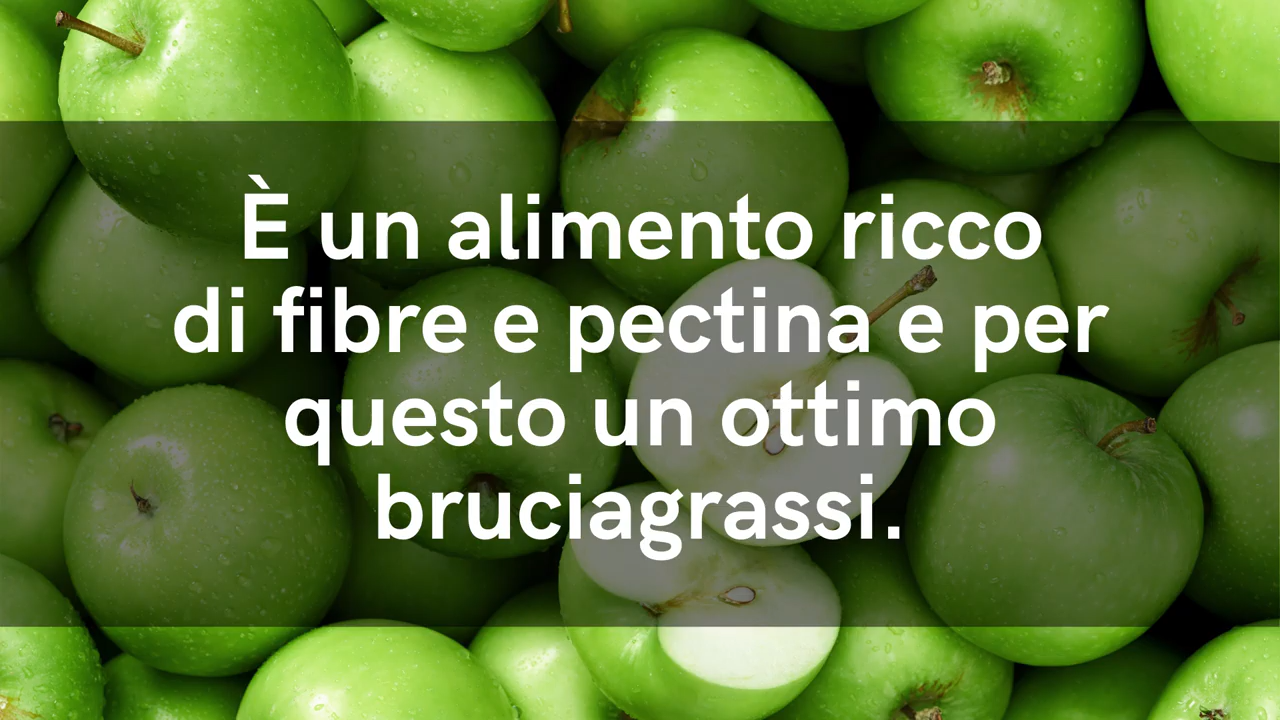 È un alimento ricco
di fibre e pectina e per
questo un ottimo
bruciagrassi.